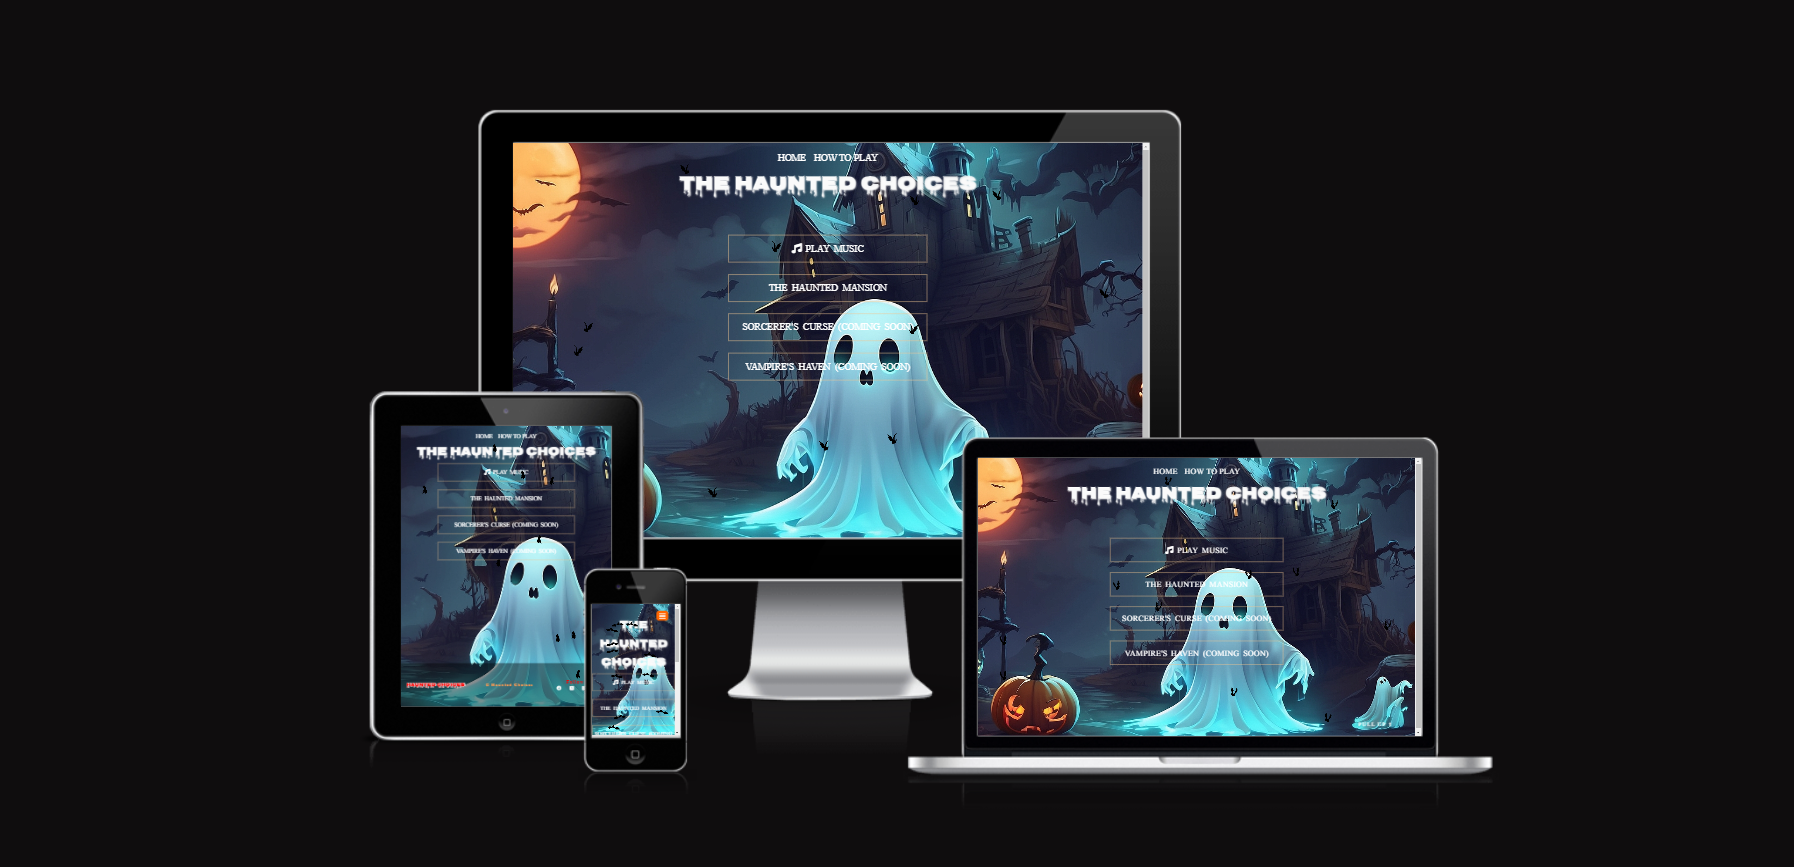 HOME HOW TO PLAY
THE HAUNTED CHOICES
PLAY MUSIC
THE HAUNTED MANSION
SORCERER'S CURSE (COMING SOON)
VAMPIRE'S HAVEN (COMING SOON)
HOME HOW TO PLAY
THE HAUNTED CHOICES
PLAY MUSIC
THE HAUNTED MANSION
SORCERER'S CURSE (COMING SOON)
VAMPIRE'S HAVEN (COMING SOON)
HAUNTED CHOICES
THE
HAUNTED
CHOICES
PLAY MUSIC
THE HAUNTED MANSION
HOME HOW TO PLAY
THE HAUNTED CHOICES
PLAY MUSIC
THE HAUNTED MANSION
SORCERER'S CURSE (COMING SOON)
VAMPIRE'S HAVEN (COMING SOON)